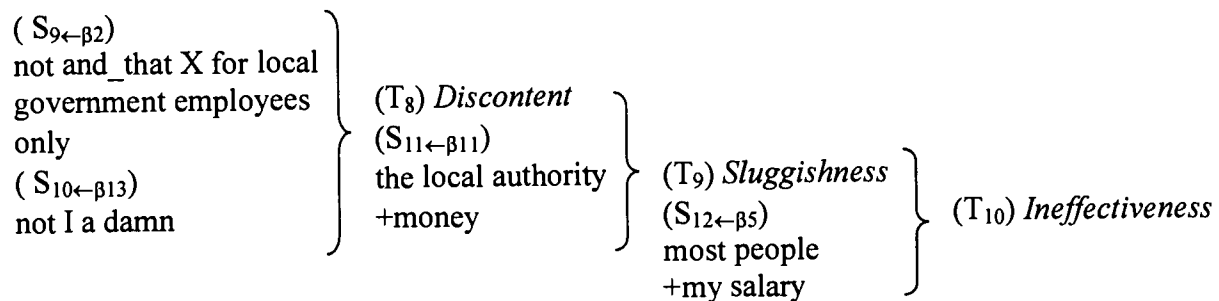 ( S9←β2)
not and_that X for local
government employees
only
( S10←β13)
not I a damn
(T8) Discontent
(S11←β11)
the local authority
+money
(T9) Sluggishness
(S12←β5)
most people
+my salary
(T10) Ineffectiveness